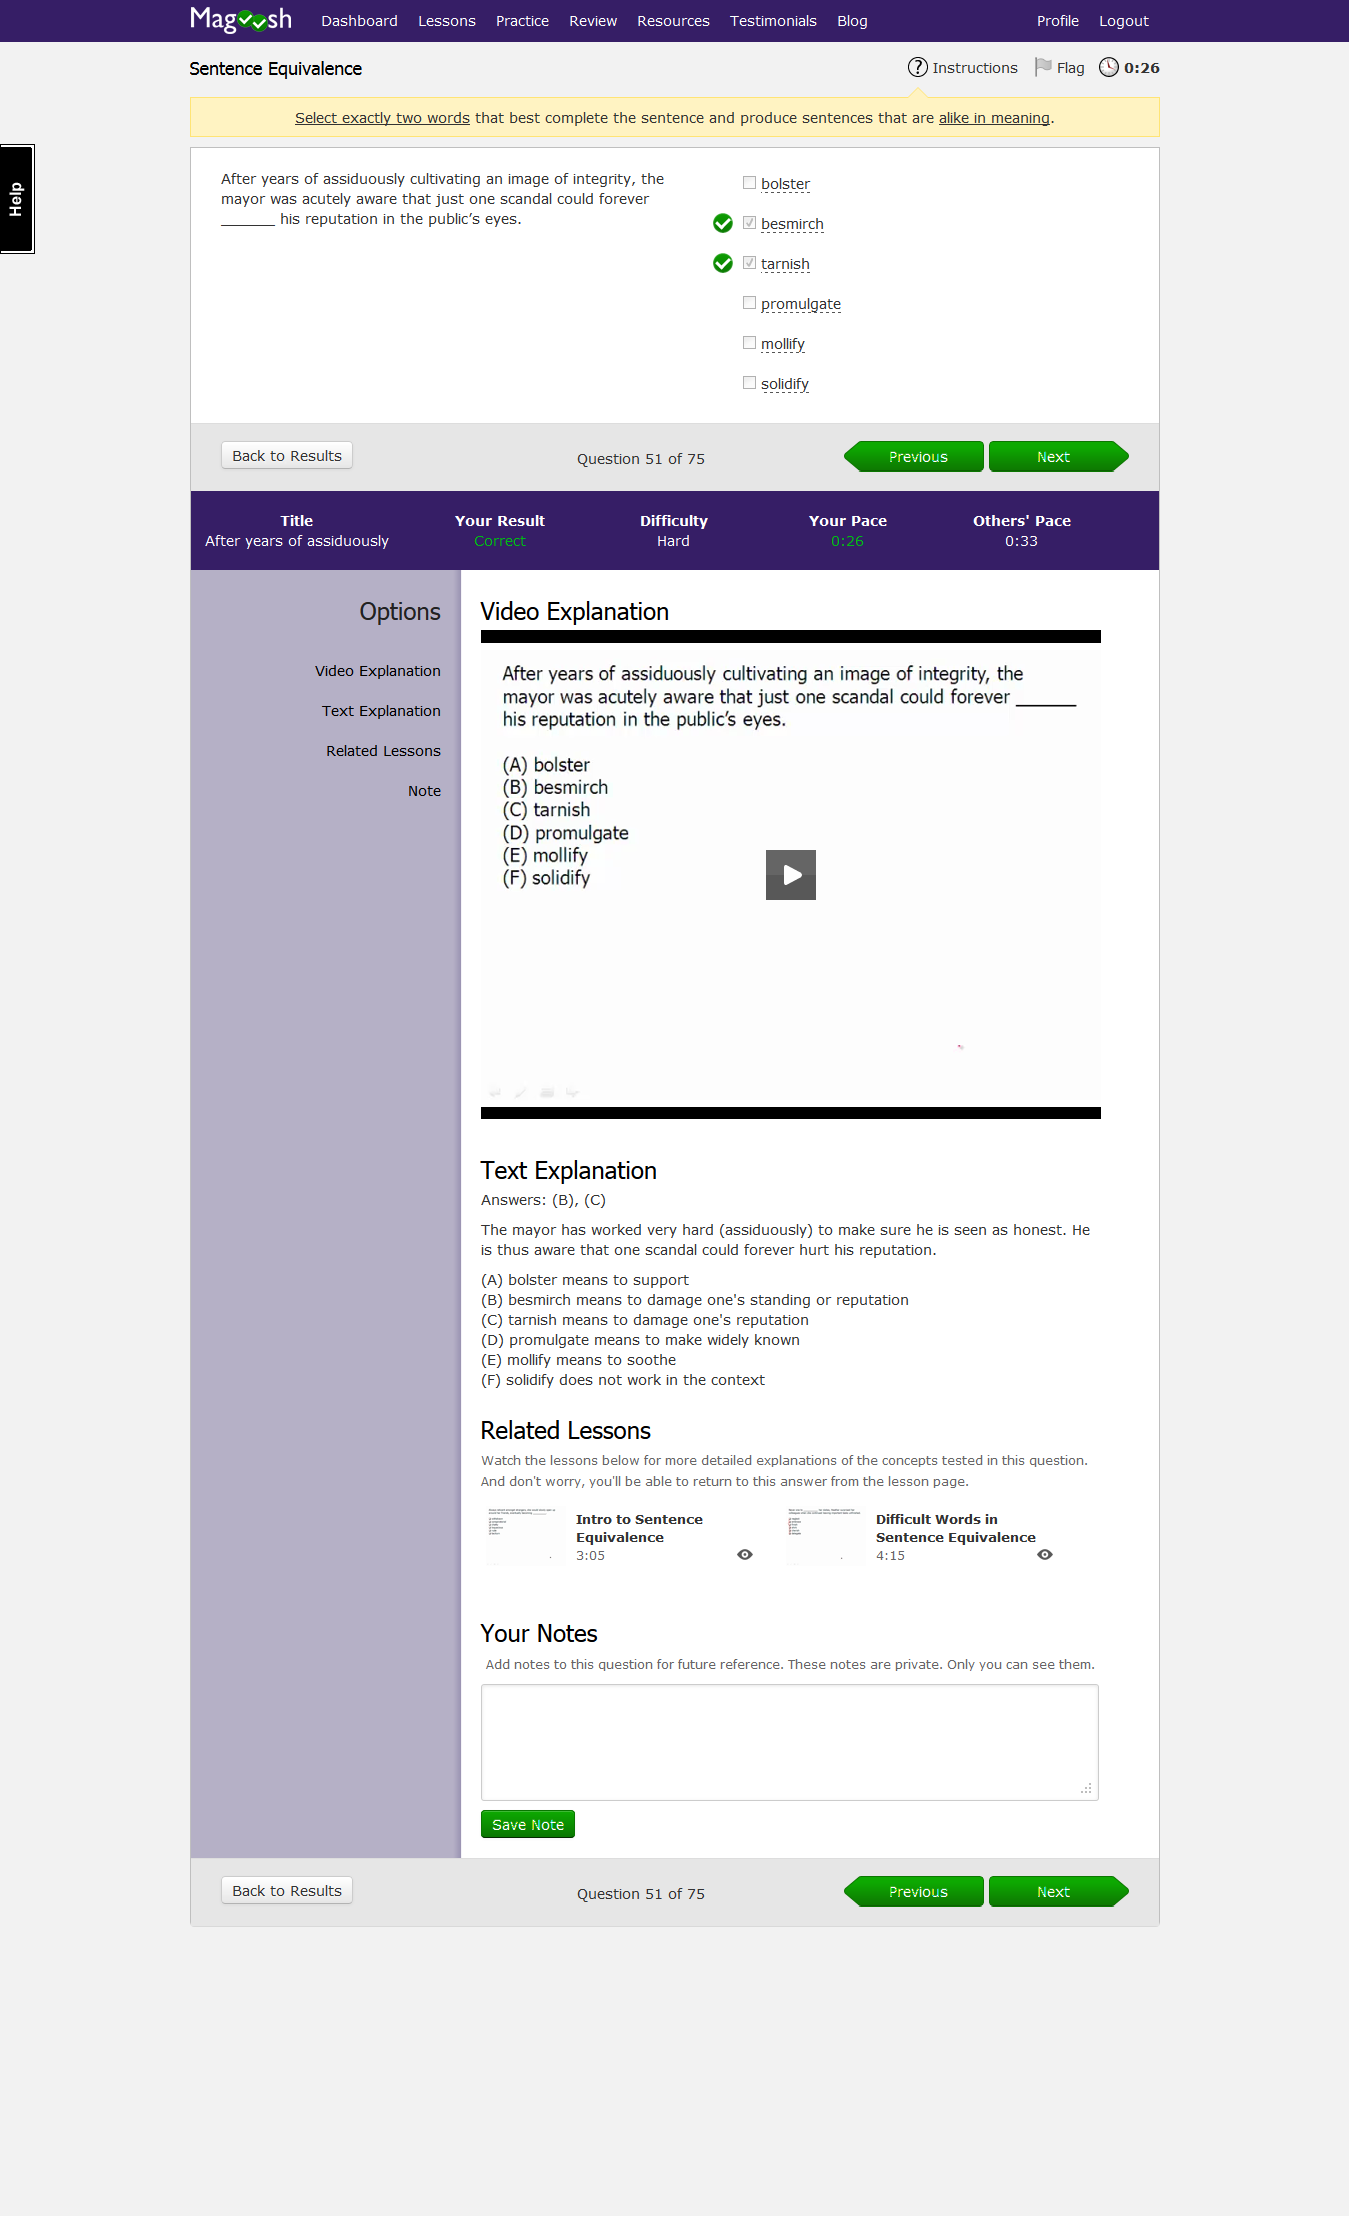 Magoosh Dashboard Lessons Practice Review Resources Testimonials Blog Profile Logout
Sentence Equivalence Instructions Flag 0:26
Select exactly two words that best complete the sentence and produce sentences that are alike in meaning.
Help
After years of assiduously cultivating an image of integrity, the
mayor was acutely aware that just one scandal could forever
______ his reputation in the public’s eyes.
bolster
besmirch
tarnish
promulgate
mollify
solidify
Back to Results Question 51 of 75 Previous Next
Title Your Result Difficulty Your Pace Others' Pace
After years of assiduously Correct Hard 0:26 0:33
Options
Video Explanation
Text Explanation
Related Lessons
Note
Video Explanation
After years of assiduously cultivating an image of integrity, the
mayor was acutely aware that just one scandal could forever ______
his reputation in the public’s eyes.
(A) bolster
(B) besmirch
(C) tarnish
(D) promulgate
(E) mollify
(F) solidify
Text Explanation
Answers: (B), (C)
The mayor has worked very hard (assiduously) to make sure he is seen as honest. He
is thus aware that one scandal could forever hurt his reputation.
(A) bolster means to support
(B) besmirch means to damage one's standing or reputation
(C) tarnish means to damage one's reputation
(D) promulgate means to make widely known
(E) mollify means to soothe
(F) solidify does not work in the context
Related Lessons
Watch the lessons below for more detailed explanations of the concepts tested in this question.
And don't worry, you'll be able to return to this answer from the lesson page.
Intro to Sentence
Equivalence
3:05
Difficult Words in
Sentence Equivalence
4:15
Your Notes
Add notes to this question for future reference. These notes are private. Only you can see them.
Save Note
Back to Results Question 51 of 75 Previous Next